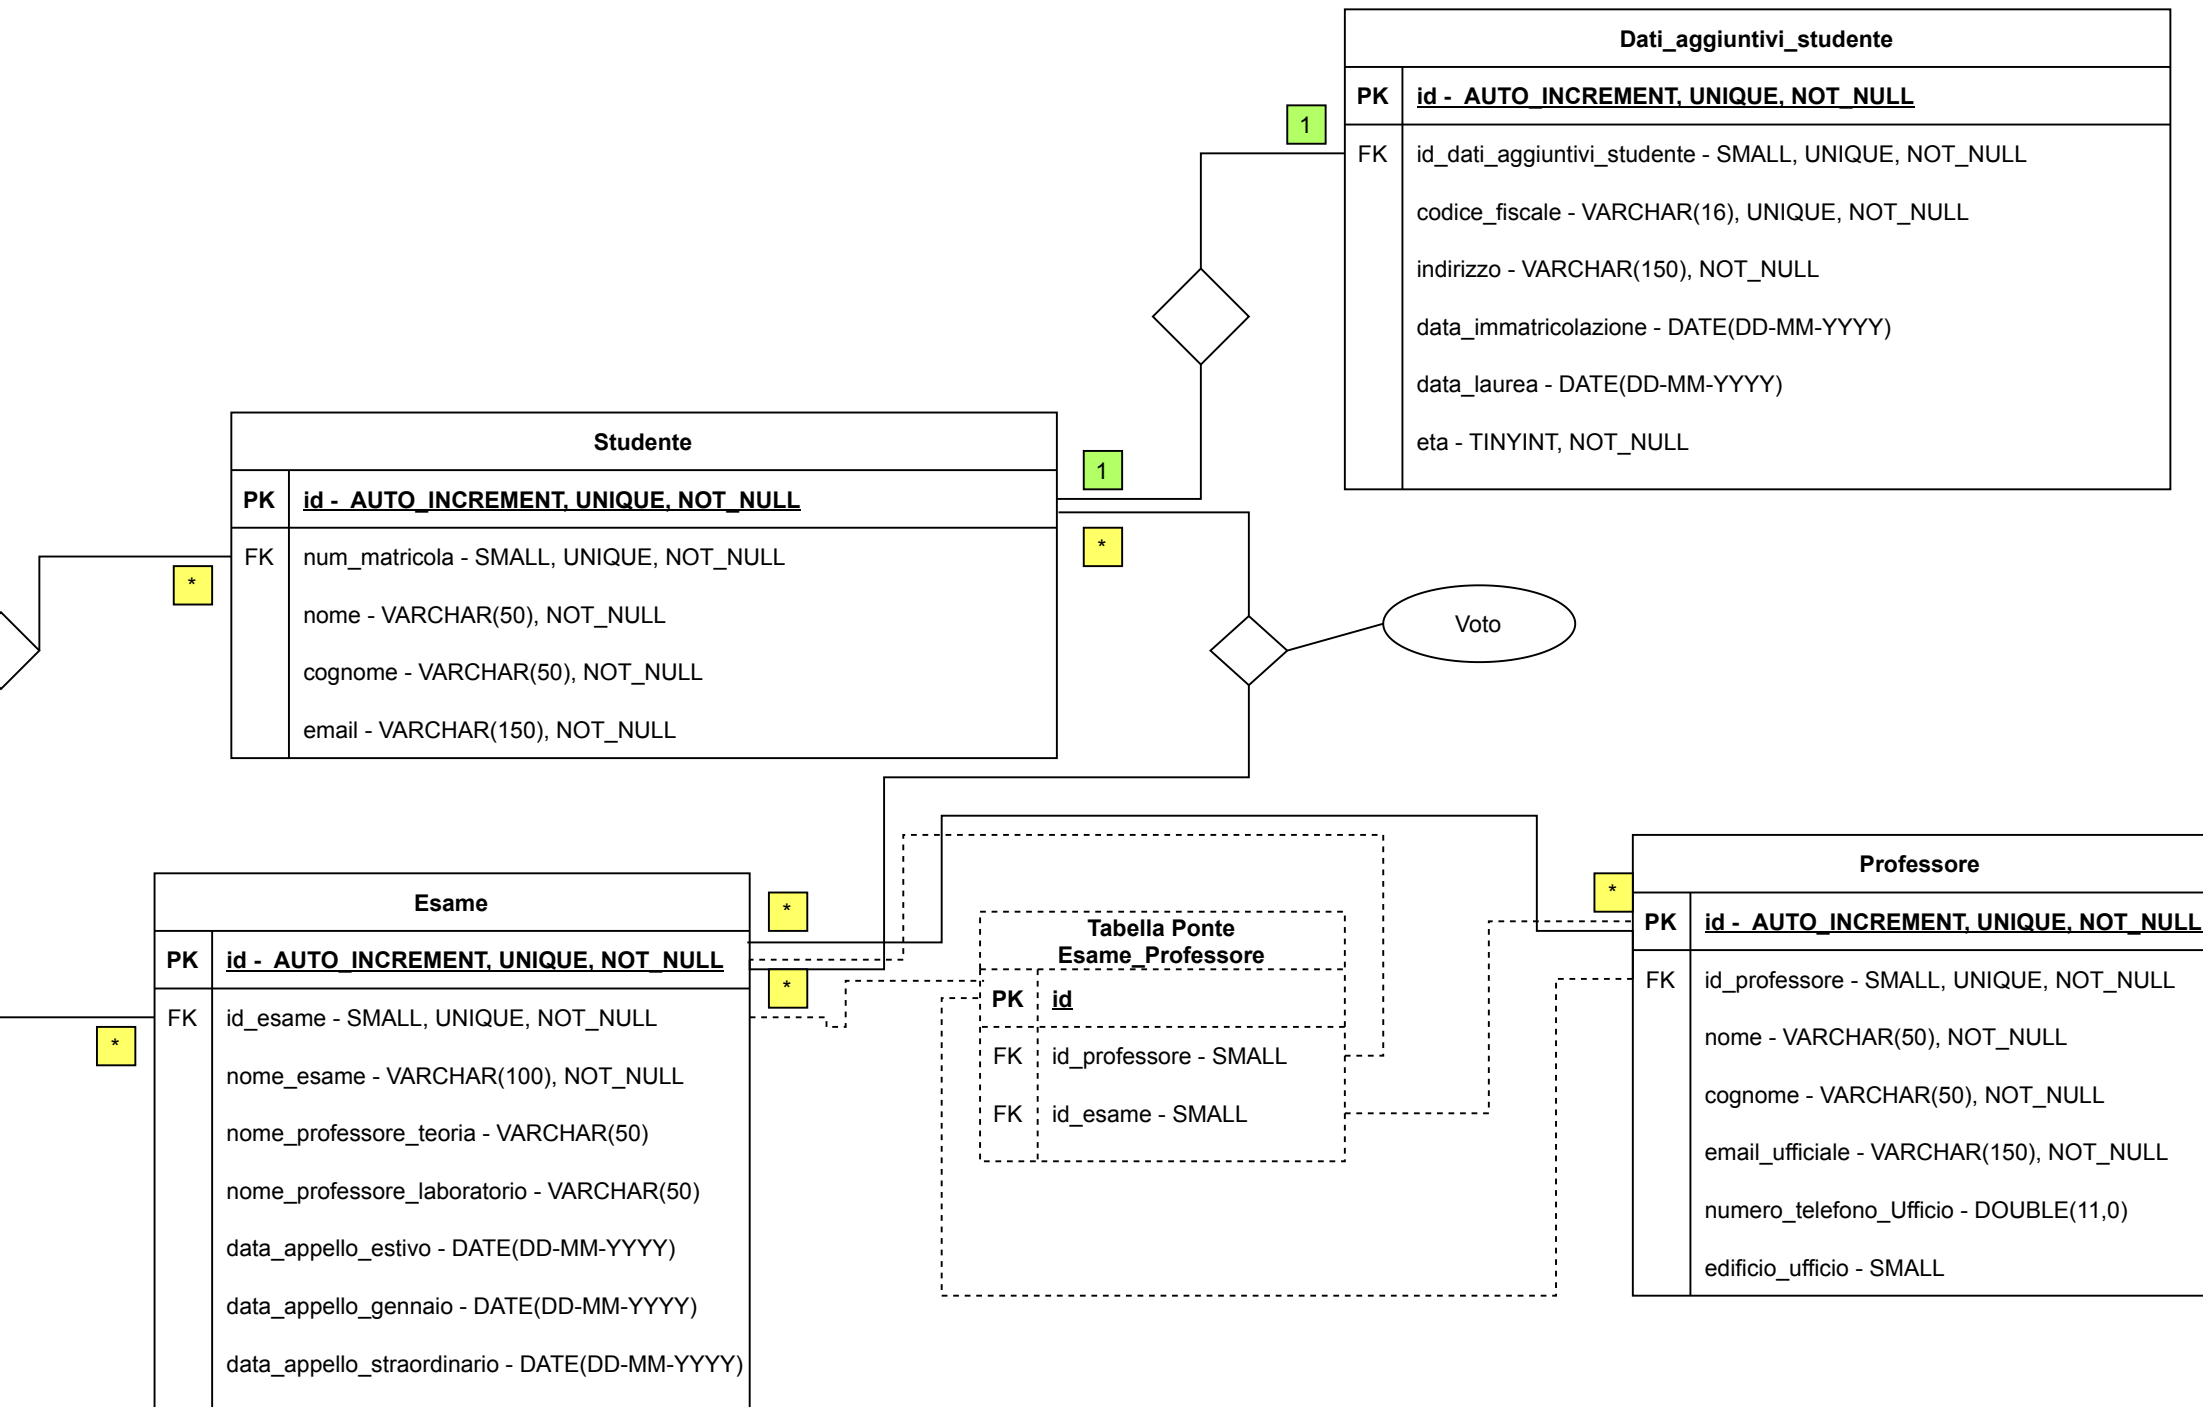 Dati_aggiuntivi_studente
PK id - AUTO_INCREMENT, UNIQUE, NOT_NULL
1
FK id_dati_aggiuntivi_studente - SMALL, UNIQUE, NOT_NULL
codice_fiscale - VARCHAR(16), UNIQUE, NOT_NULL
indirizzo - VARCHAR(150), NOT_NULL
data_immatricolazione - DATE(DD-MM-YYYY)
data_laurea - DATE(DD-MM-YYYY)
eta - TINYINT, NOT_NULL
Studente
1
PK id - AUTO_INCREMENT, UNIQUE, NOT_NULL
*
FK num_matricola - SMALL, UNIQUE, NOT_NULL
*
nome - VARCHAR(50), NOT_NULL
cognome - VARCHAR(50), NOT_NULL
email - VARCHAR(150), NOT_NULL
Voto
Esame
*
PK id - AUTO_INCREMENT, UNIQUE, NOT_NULL
*
FK id_esame - SMALL, UNIQUE, NOT_NULL
*
nome_esame - VARCHAR(100), NOT_NULL
nome_professore_teoria - VARCHAR(50)
nome_professore_laboratorio - VARCHAR(50)
data_appello_estivo - DATE(DD-MM-YYYY)
data_appello_gennaio - DATE(DD-MM-YYYY)
data_appello_straordinario - DATE(DD-MM-YYYY)
Tabella Ponte
Esame_Professore
PK id
FK id_professore - SMALL
FK id_esame - SMALL
Professore
*
PK id - AUTO_INCREMENT, UNIQUE, NOT_NULL
FK id_professore - SMALL, UNIQUE, NOT_NULL
nome - VARCHAR(50), NOT_NULL
cognome - VARCHAR(50), NOT_NULL
email_ufficiale - VARCHAR(150), NOT_NULL
numero_telefono_Ufficio - DOUBLE(11,0)
edificio_ufficio - SMALL